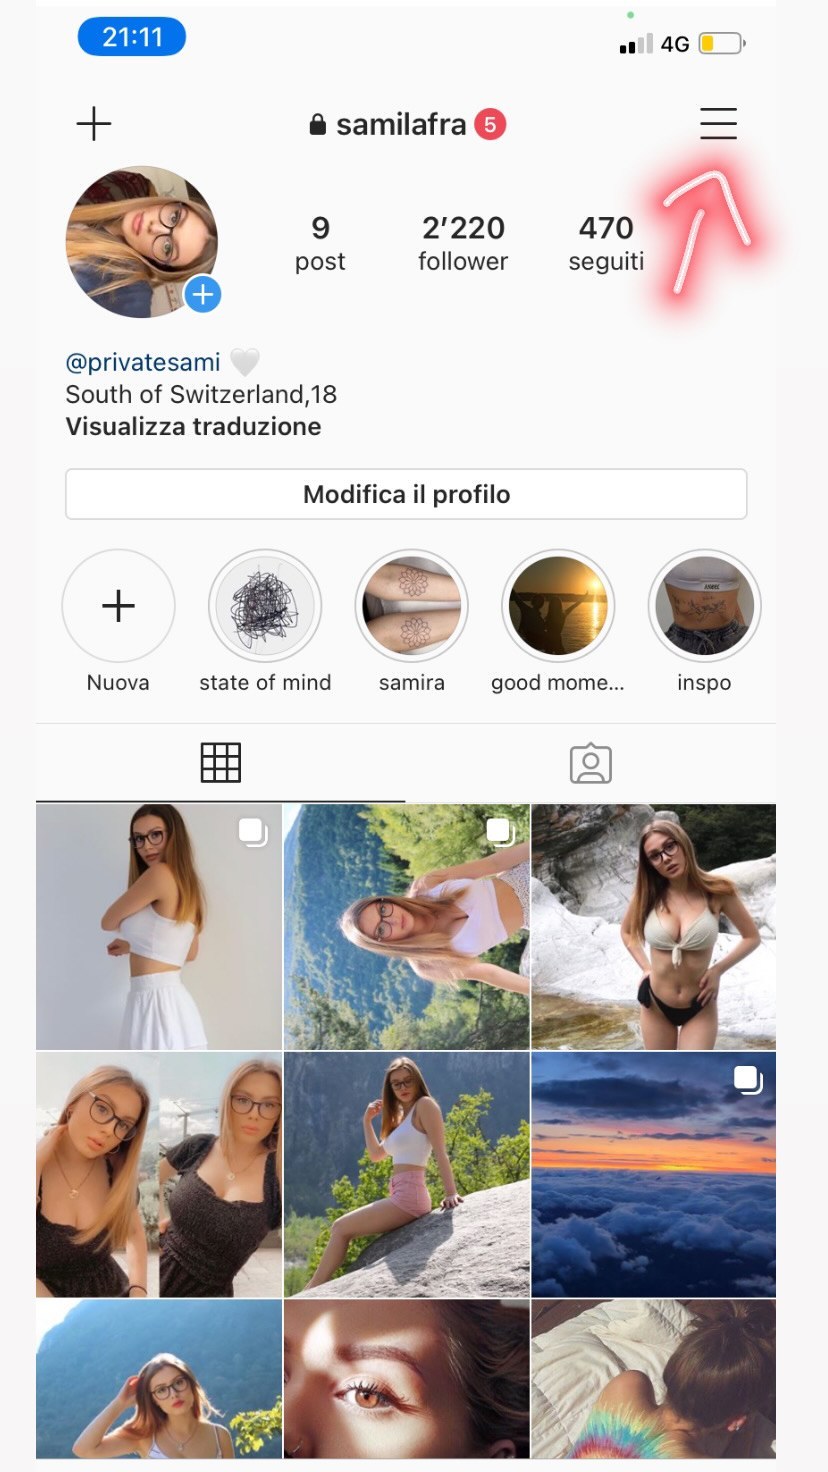 21:11
4G
samilafra 5
9 2’220 470
post follower seguiti
@privatesami 🤍
South of Switzerland,18
Visualizza traduzione
Modifica il profilo
Nuova state of mind samira good mome... inspo